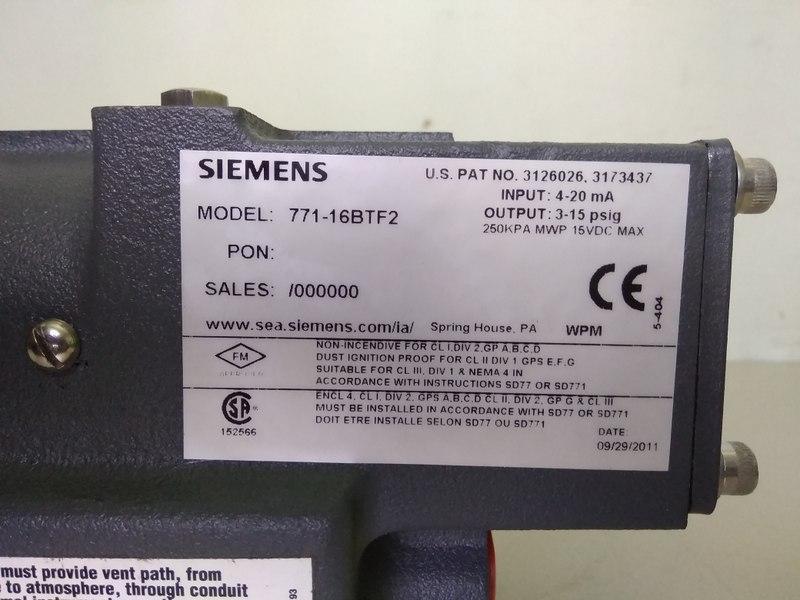 SIEMENS
U.S. PAT NO. 3126026, 3173437
INPUT: 4-20 mA
MODEL: 771-16BTF2
OUTPUT: 3-15 psig
250KPA MWP 15VDC MAX
PON:
SALES: /000000
CE
5-404
www.sea.siemens.com/ia/ Spring House, PA WPM
FM
APPROVED
NON-INCENDIVE FOR CL I,DIV 2,GP A,B,C,D
DUST IGNITION PROOF FOR CL II DIV 1 GPS E,F,G
SUITABLE FOR CL III, DIV 1 & NEMA 4 IN
ACCORDANCE WITH INSTRUCTIONS SD77 OR SD771
SA
152566
ENCL 4, CL I, DIV 2, GPS A,B,C,D CL II, DIV 2, GP G & CL III
MUST BE INSTALLED IN ACCORDANCE WITH SD77 OR SD771
DOIT ETRE INSTALLE SELON SD77 OU SD771
DATE:
09/29/2011
must provide vent path, from
to atmosphere, through conduit
93